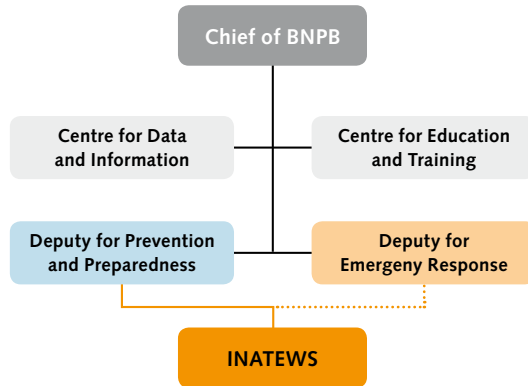 Chief of BNPB
Centre for Data
and Information
Centre for Education
and Training
Deputy for Prevention
and Preparedness
Deputy for
Emergeny Response
INATEWS